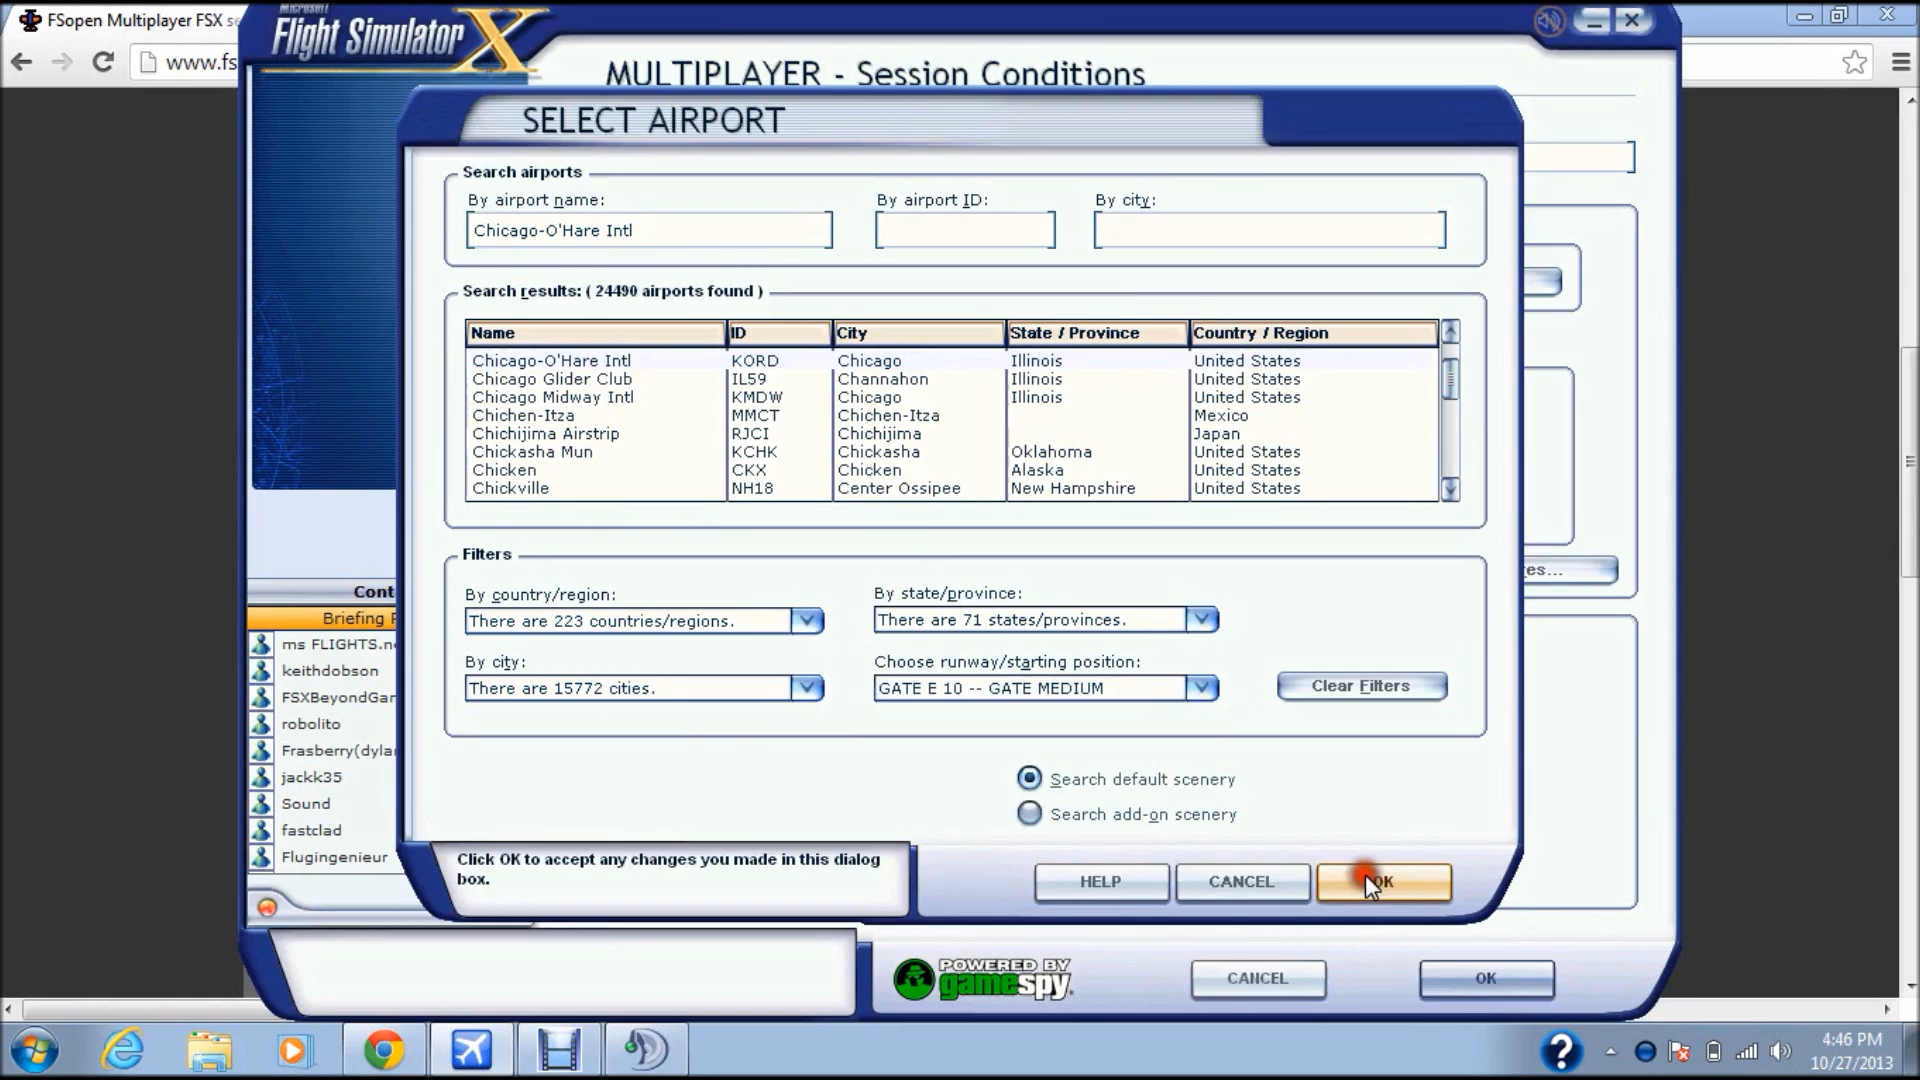 FSopen Multiplayer FSX se
www.fs
Microsoft
Flight Simulator X
MULTIPLAYER - Session Conditions
SELECT AIRPORT
Search airports
By airport name:
By airport ID:
By city:
Chicago-O'Hare Intl
Search results: ( 24490 airports found )
Name ID City State / Province Country / Region
Chicago-O'Hare Intl KORD Chicago Illinois United States
Chicago Glider Club IL59 Channahon Illinois United States
Chicago Midway Intl KMDW Chicago Illinois United States
Chichen-Itza MMCT Chichen-Itza Mexico
Chichijima Airstrip RJCI Chichijima Japan
Chickasha Mun KCHK Chickasha Oklahoma United States
Chicken CKX Chicken Alaska United States
Chickville NH18 Center Ossipee New Hampshire United States
Filters
By country/region:
There are 223 countries/regions.
By state/province:
There are 71 states/provinces.
By city:
There are 15772 cities.
Choose runway/starting position:
GATE E 10 -- GATE MEDIUM
Clear Filters
es...
Search default scenery
Search add-on scenery
Cont
Briefing R
ms FLIGHTS.n
keithdobson
FSXBeyondGar
robolito
Frasberry(dyla
jackk35
Sound
fastclad
Flugingenieur
Click OK to accept any changes you made in this dialog
box.
HELP
CANCEL
OK
POWERED BY
gamespy
CANCEL
OK
4:46 PM
10/27/2013